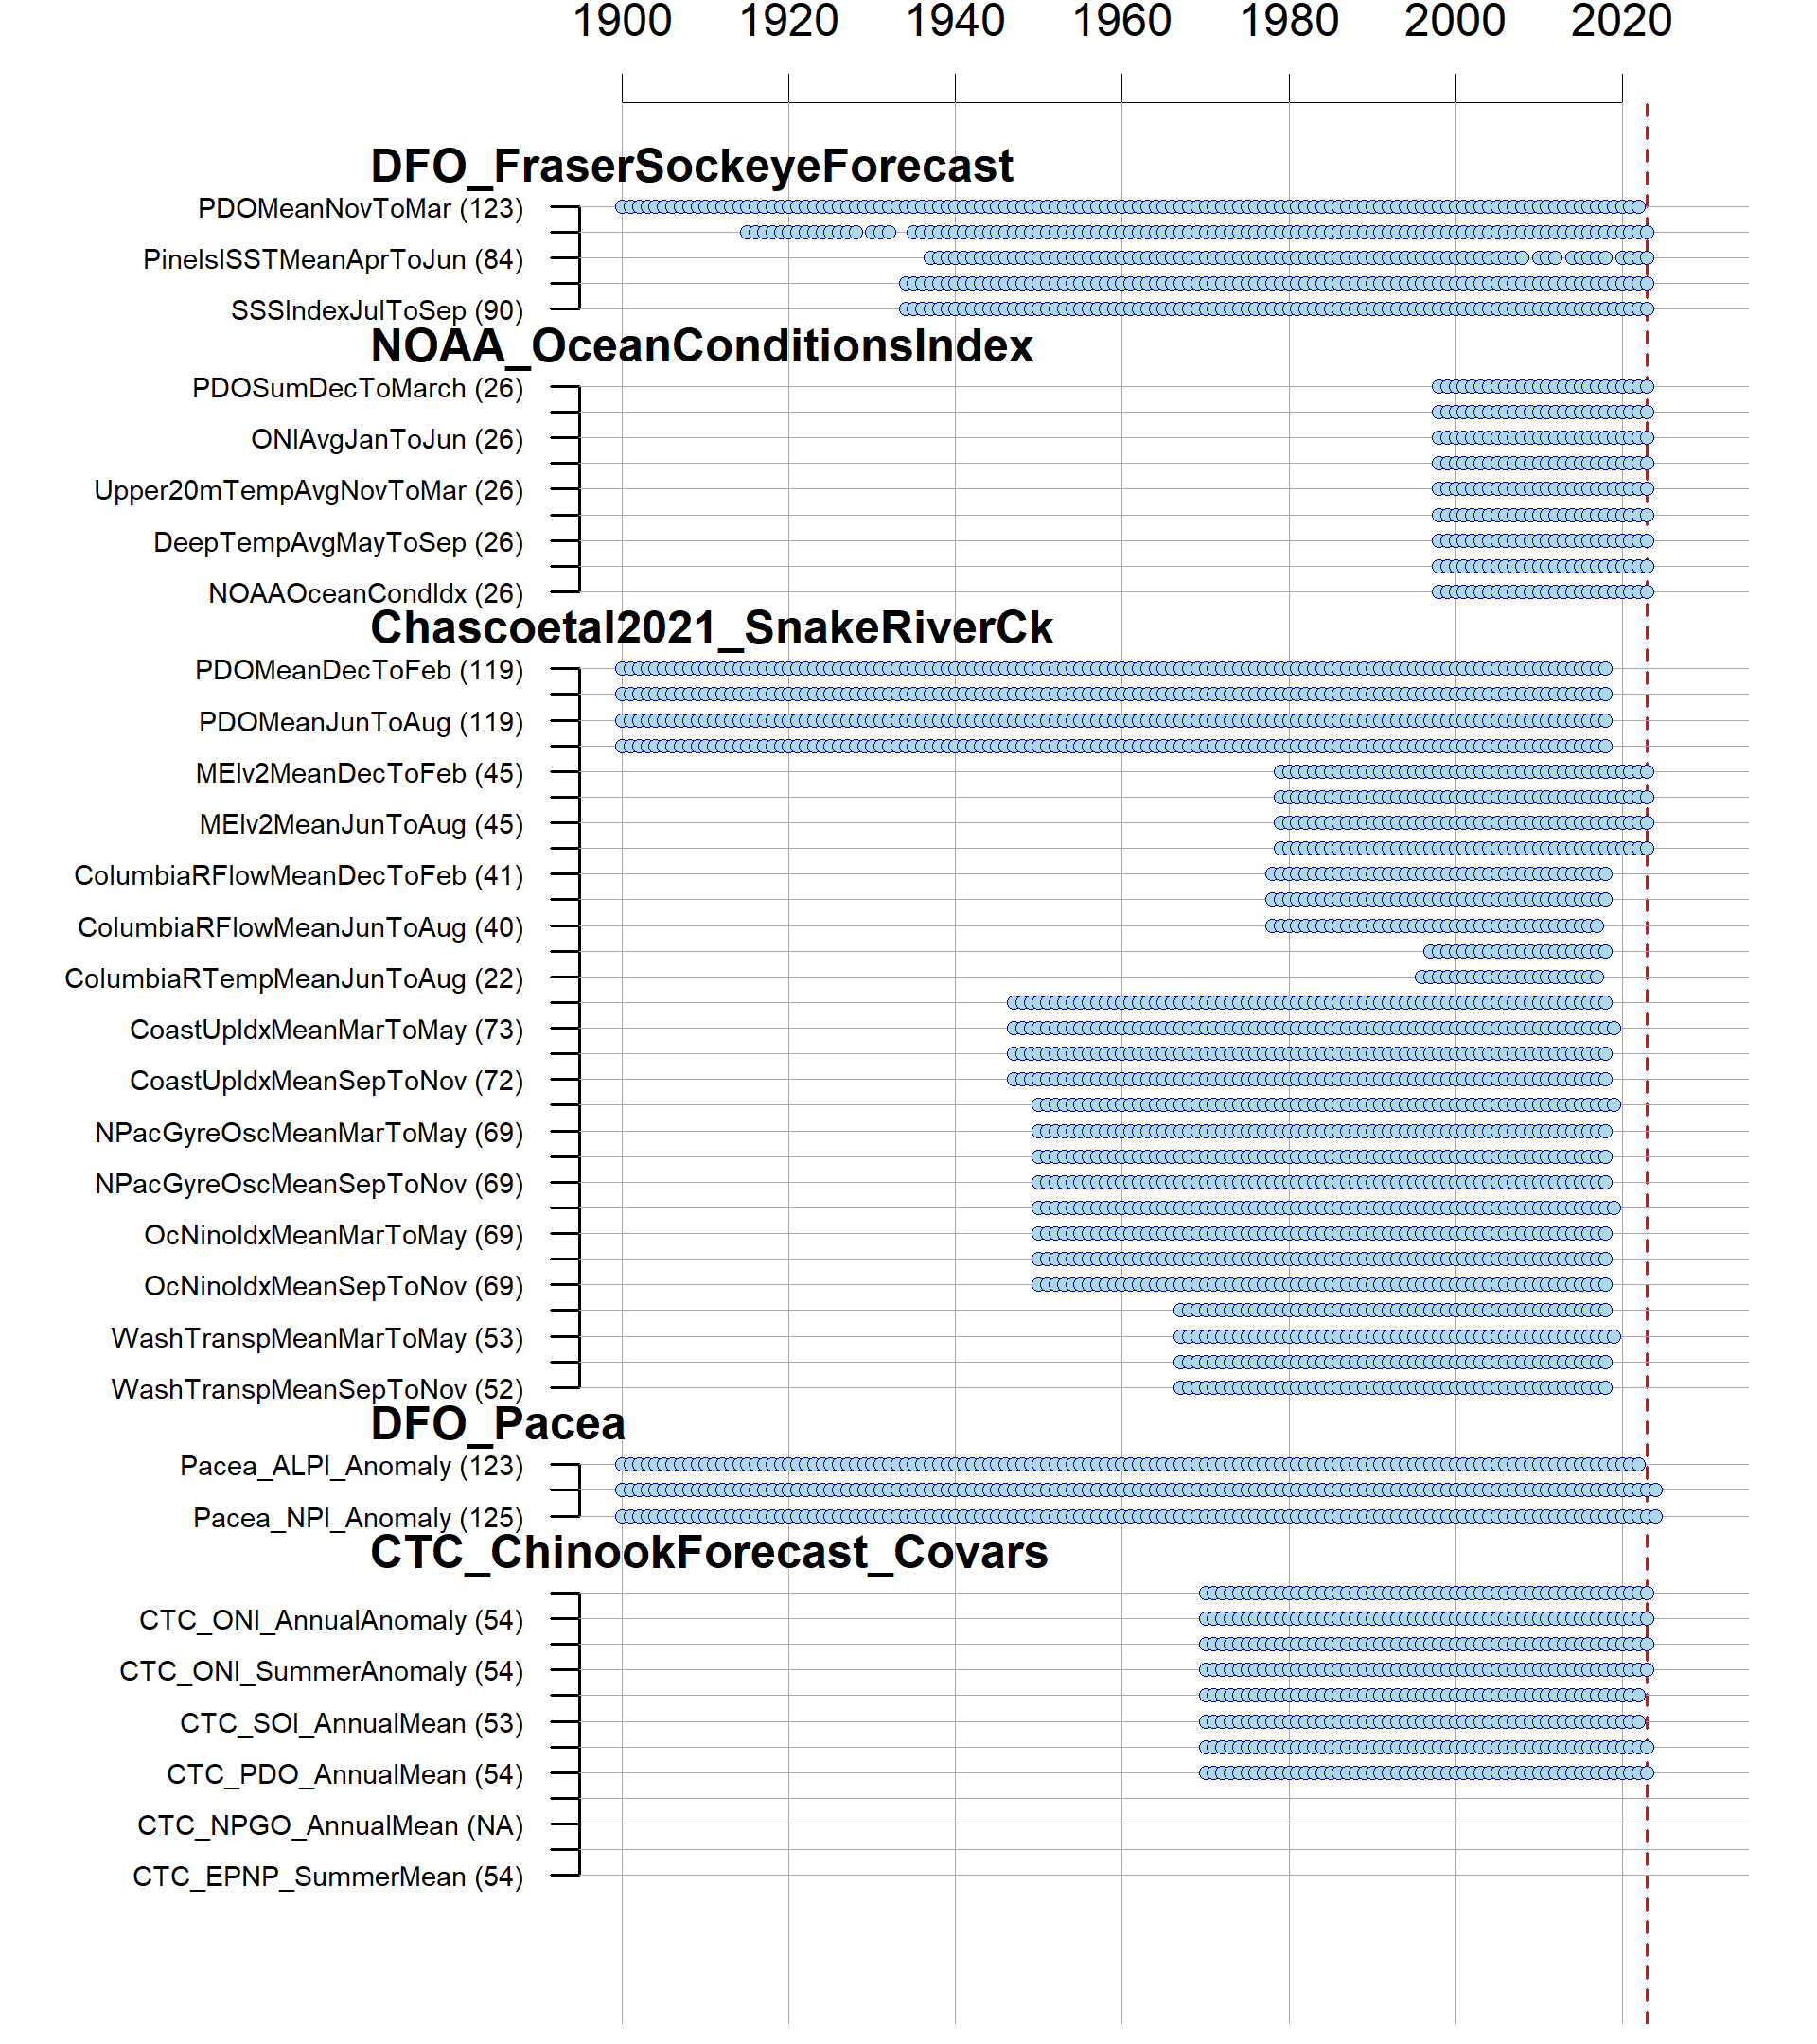 1900 1920 1940 1960 1980 2000 2020
DFO_FraserSockeyeForecast
PDOMeanNovToMar (123)
PineIslSSTMeanAprToJun (84)
SSSIndexJulToSep (90)
NOAA_OceanConditionsIndex
PDOSumDecToMarch (26)
ONIAvgJanToJun (26)
Upper20mTempAvgNovToMar (26)
DeepTempAvgMayToSep (26)
NOAAOceanCondIdx (26)
Chascoetal2021_SnakeRiverCk
PDOMeanDecToFeb (119)
PDOMeanJunToAug (119)
MEIv2MeanDecToFeb (45)
MEIv2MeanJunToAug (45)
ColumbiaRFlowMeanDecToFeb (41)
ColumbiaRFlowMeanJunToAug (40)
ColumbiaRTempMeanJunToAug (22)
CoastUpIdxMeanMarToMay (73)
CoastUpIdxMeanSepToNov (72)
NPacGyreOscMeanMarToMay (69)
NPacGyreOscMeanSepToNov (69)
OcNinoIdxMeanMarToMay (69)
OcNinoIdxMeanSepToNov (69)
WashTranspMeanMarToMay (53)
WashTranspMeanSepToNov (52)
DFO_Pacea
Pacea_ALPI_Anomaly (123)
Pacea_NPI_Anomaly (125)
CTC_ChinookForecast_Covars
CTC_ONI_AnnualAnomaly (54)
CTC_ONI_SummerAnomaly (54)
CTC_SOI_AnnualMean (53)
CTC_PDO_AnnualMean (54)
CTC_NPGO_AnnualMean (NA)
CTC_EPNP_SummerMean (54)